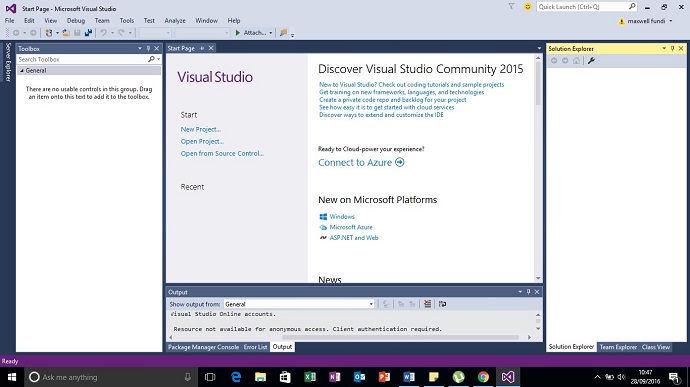 Start Page - Microsoft Visual Studio
Quick Launch (Ctrl+Q)
File Edit View Debug Team Tools Test Analyze Window Help
maxwell fundi
Attach...
Server Explorer
Toolbox
Search Toolbox
General
There are no usable controls in this group. Drag
an item onto this text to add it to the toolbox.
Start Page
Visual Studio
Start
New Project...
Open Project...
Open from Source Control...
Recent
Discover Visual Studio Community 2015
New to Visual Studio? Check out coding tutorials and sample projects
Get training on new frameworks, languages, and technologies
Create a private code repo and backlog for your project
See how easy it is to get started with cloud services
Discover ways to extend and customize the IDE
Ready to Cloud-power your experience?
Connect to Azure
New on Microsoft Platforms
Windows
Microsoft Azure
ASP.NET and Web
News
Output
Show output from: General
Visual Studio Online accounts.
Resource not available for anonymous access. Client authentication required.
Package Manager Console Error List Output
Solution Explorer
Solution Explorer Team Explorer Class View
Ready
Ask me anything
10:47
28/09/2016